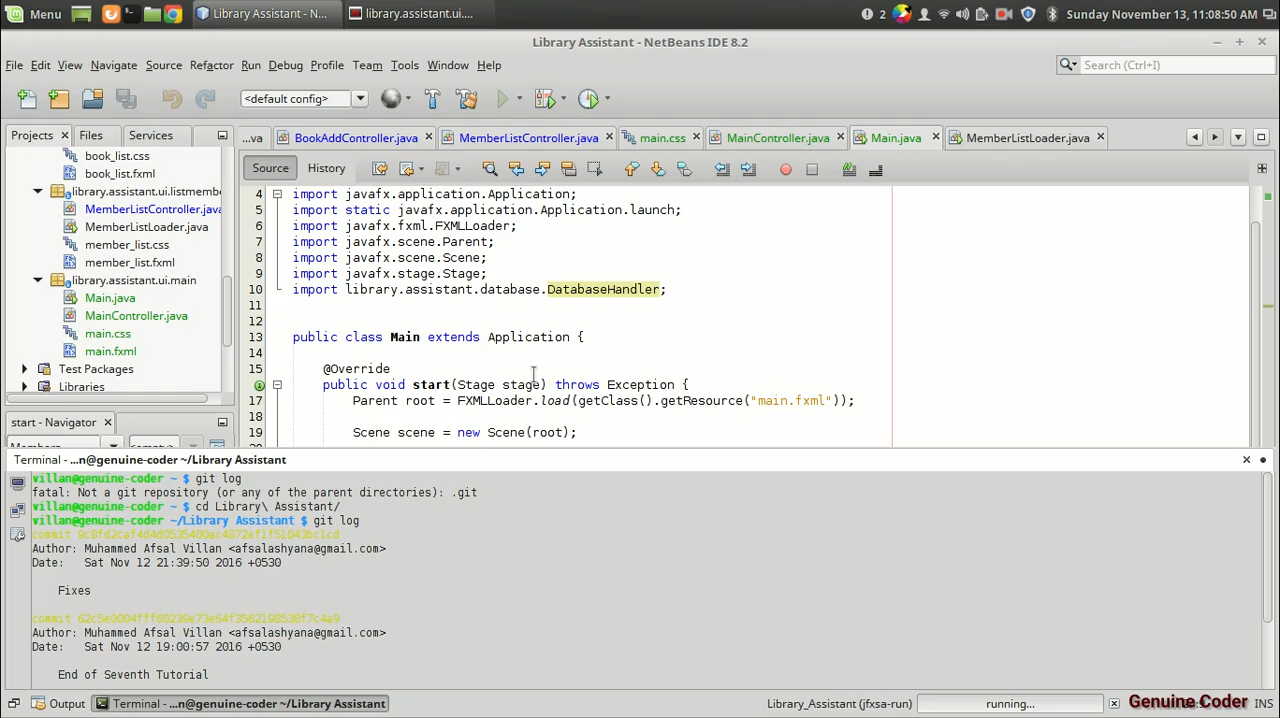 Menu
Library Assistant - N...
library.assistant.ui....
2
Sunday November 13, 11:08:50 AM
Library Assistant - NetBeans IDE 8.2
File Edit View Navigate Source Refactor Run Debug Profile Team Tools Window Help
Search (Ctrl+I)
<default config>
Projects Files Services
...va BookAddController.java MemberListController.java main.css MainController.java Main.java MemberListLoader.java
Source History
book_list.css
book_list.fxml
library.assistant.ui.listmember
MemberListController.java
MemberListLoader.java
member_list.css
member_list.fxml
library.assistant.ui.main
Main.java
MainController.java
main.css
main.fxml
Test Packages
Libraries
start - Navigator
Members
4 import javafx.application.Application;
5 import static javafx.application.Application.launch;
6 import javafx.fxml.FXMLLoader;
7 import javafx.scene.Parent;
8 import javafx.scene.Scene;
9 import javafx.stage.Stage;
10 import library.assistant.database.DatabaseHandler;
11
12
13 public class Main extends Application {
14
15 @Override
public void start(Stage stage) throws Exception {
17 Parent root = FXMLLoader.load(getClass().getResource("main.fxml"));
18
19 Scene scene = new Scene(root);
Terminal - ...n@genuine-coder ~/Library Assistant
villan@genuine-coder ~ $ git log
fatal: Not a git repository (or any of the parent directories): .git
villan@genuine-coder ~ $ cd Library\ Assistant/
villan@genuine-coder ~/Library Assistant $ git log
commit 9c8fd2caf4d4d0535400ac4872ef1f51043bc1cd
Author: Muhammed Afsal Villan <afsalashyana@gmail.com>
Date: Sat Nov 12 21:39:50 2016 +0530
Fixes
commit 62c5e0004fff60239e73e64f3562198538f7c4a9
Author: Muhammed Afsal Villan <afsalashyana@gmail.com>
Date: Sat Nov 12 19:00:57 2016 +0530
End of Seventh Tutorial
Output Terminal - ...n@genuine-coder ~/Library Assistant
Library_Assistant (jfxsa-run) running...
Genuine Coder
INS